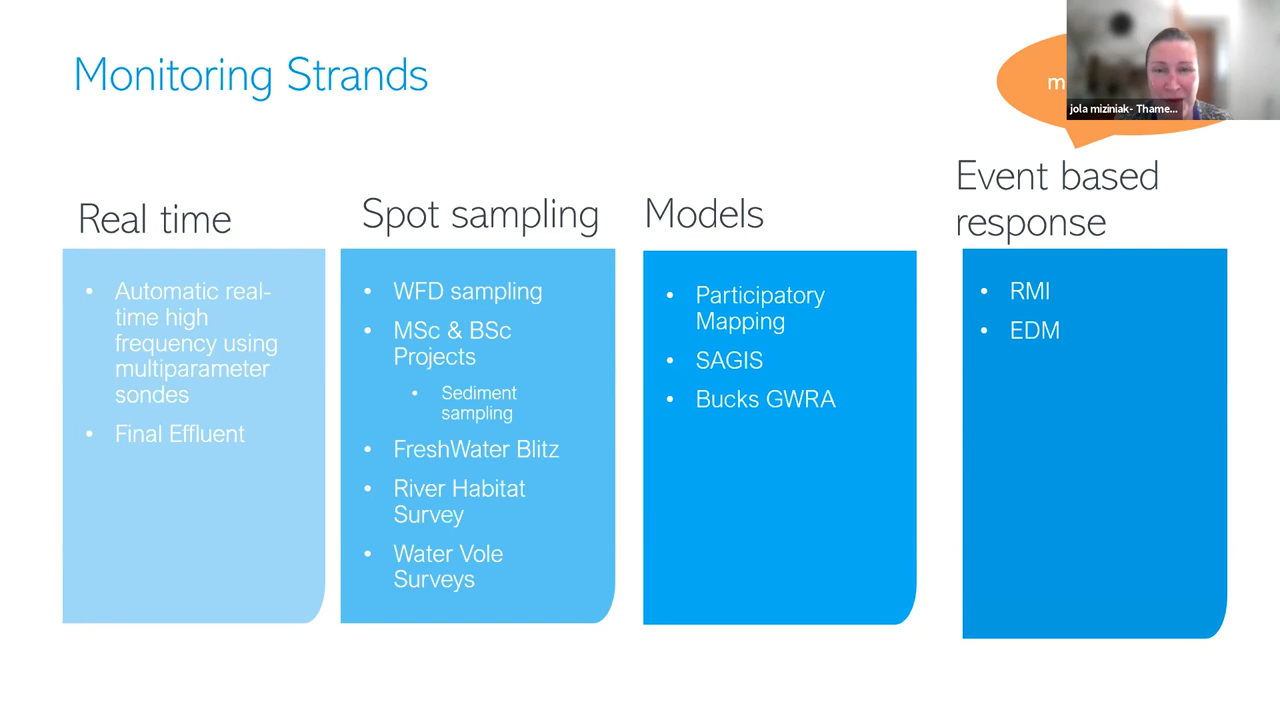 Monitoring Strands
jola miziniak- Thame...
Real time
Automatic real-
time high
frequency using
multiparameter
sondes
Final Effluent
Spot sampling
WFD sampling
MSc & BSc
Projects
Sediment
sampling
FreshWater Blitz
River Habitat
Survey
Water Vole
Surveys
Models
Participatory
Mapping
SAGIS
Bucks GWRA
Event based
response
RMI
EDM